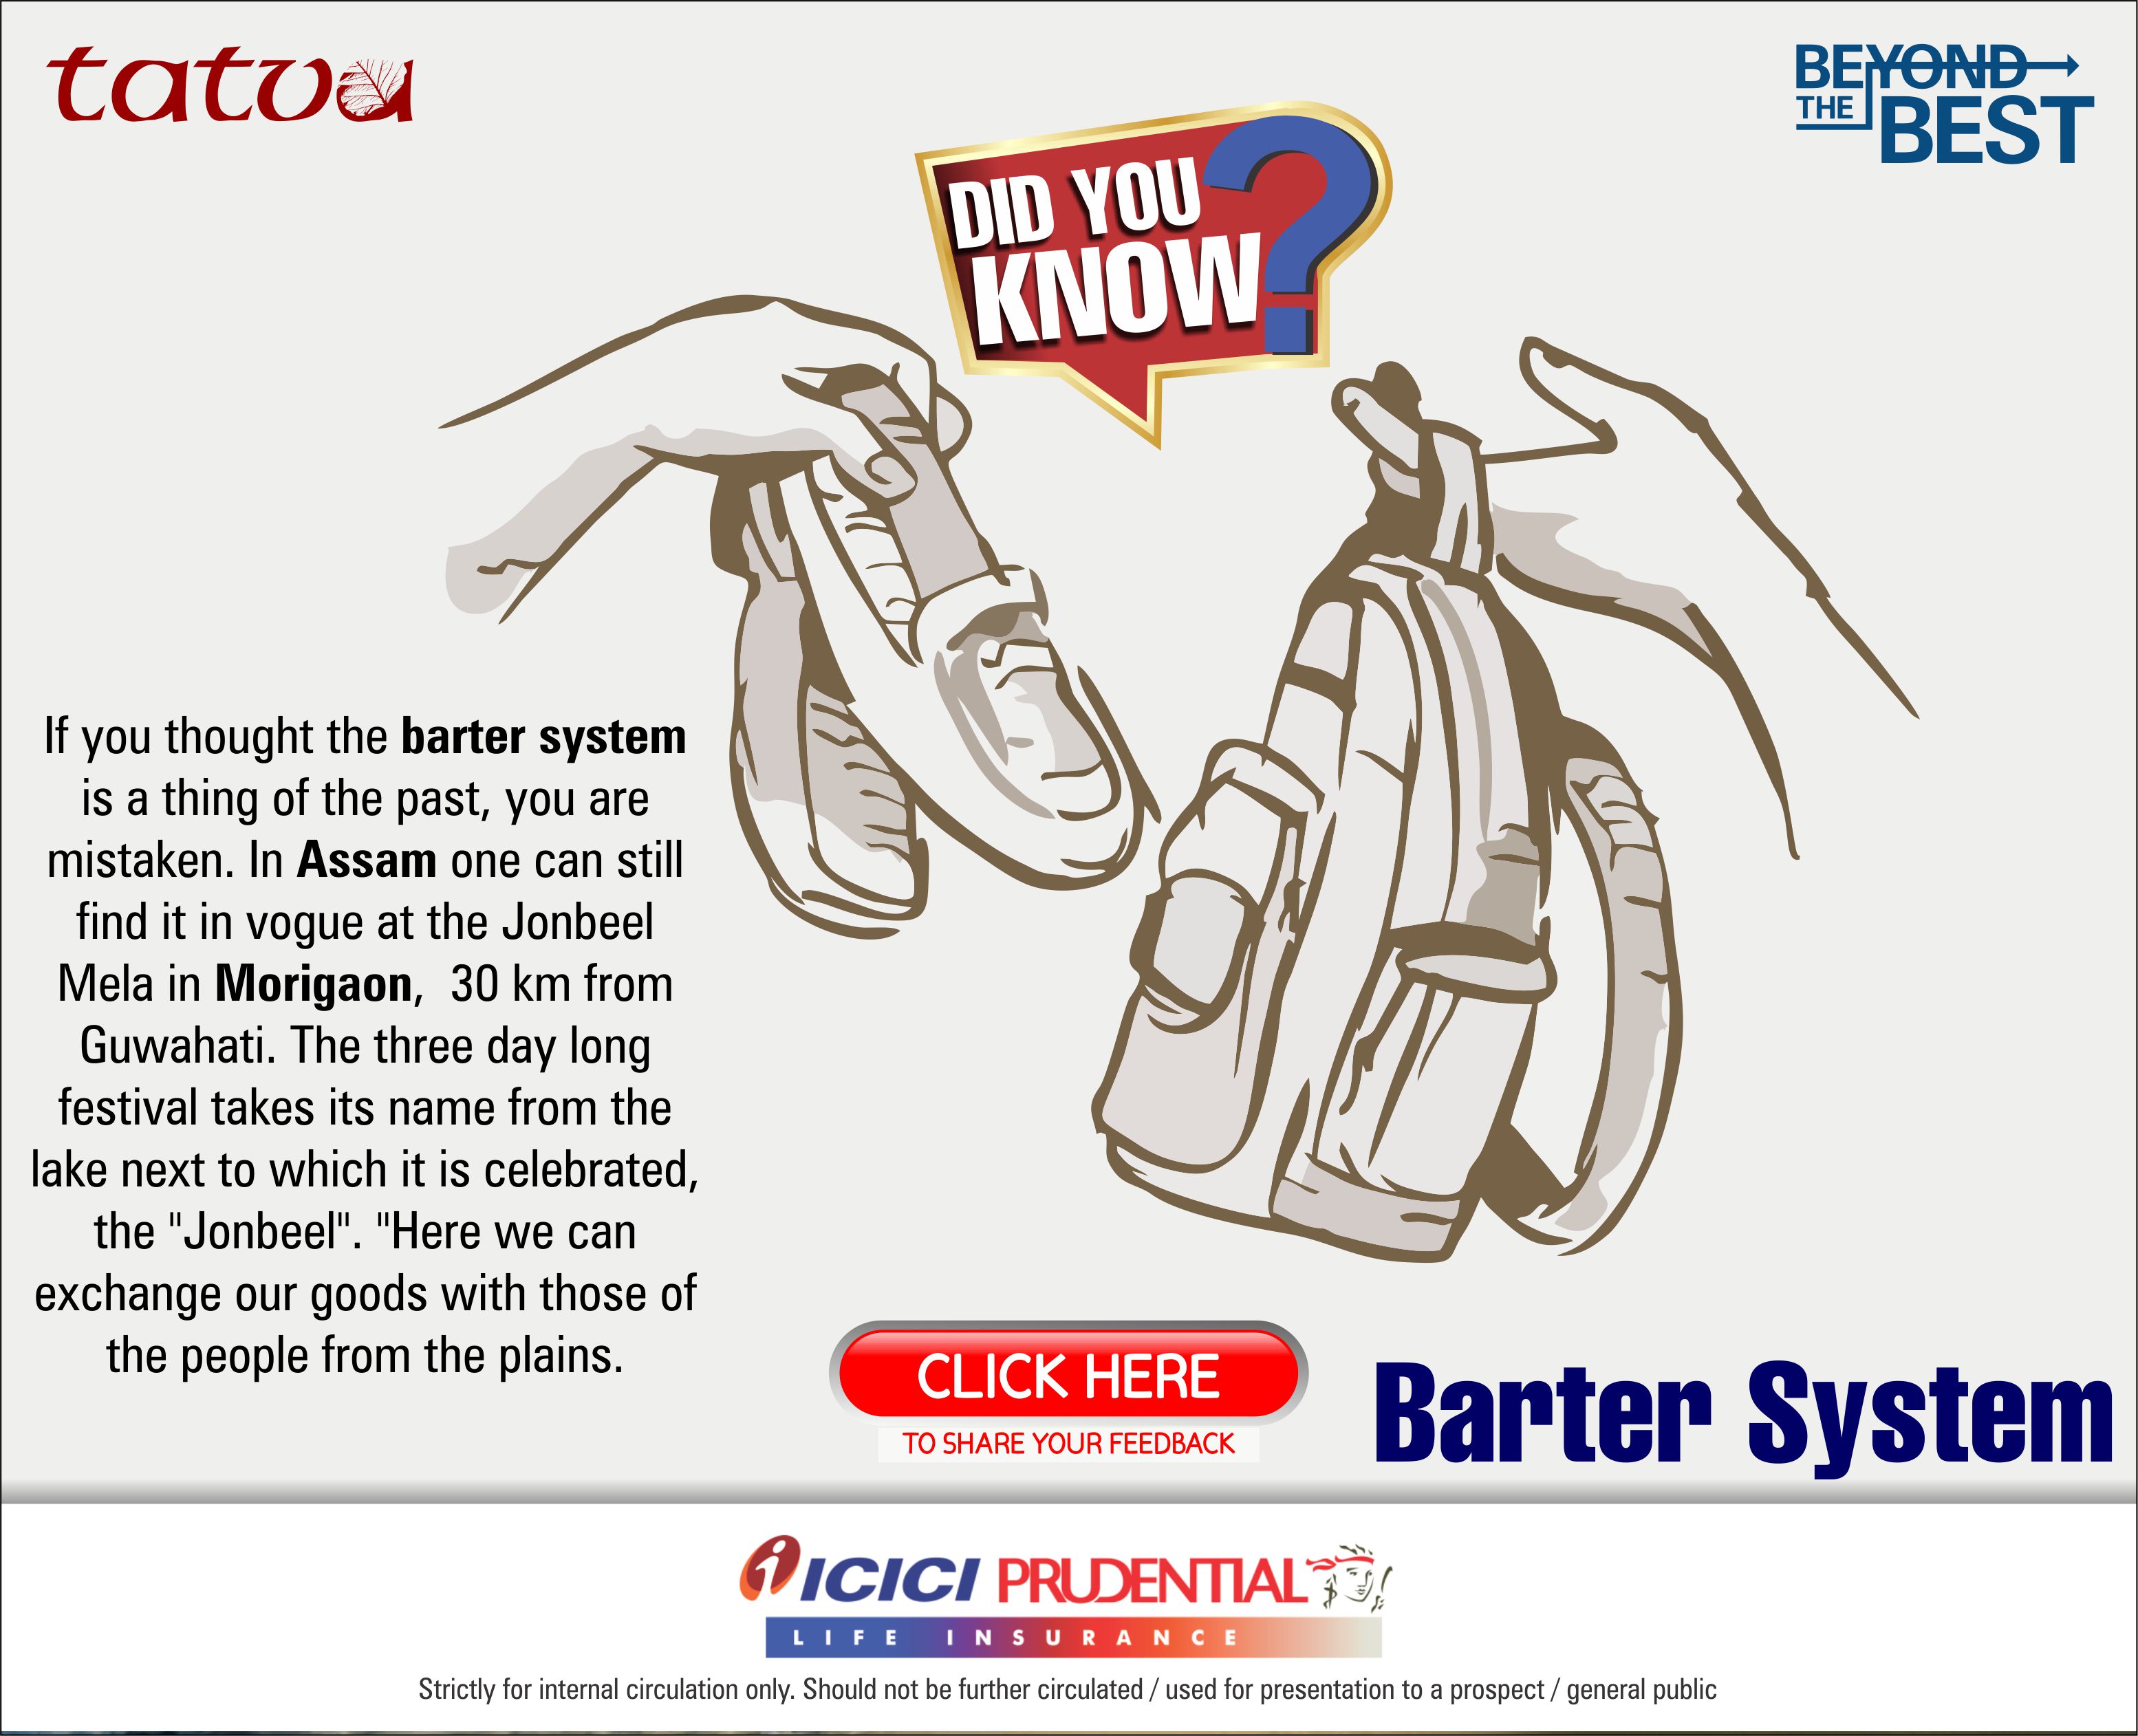 tatva
BEYOND
THE
BEST
DID YOU
KNOW?
If you thought the barter system
is a thing of the past, you are
mistaken. In Assam one can still
find it in vogue at the Jonbeel
Mela in Morigaon,  30 km from
Guwahati. The three day long
festival takes its name from the
lake next to which it is celebrated,
the "Jonbeel". "Here we can
exchange our goods with those of
the people from the plains.
CLICK HERE
TO SHARE YOUR FEEDBACK
Barter System
i ICICI PRUDENTIAL
LIFE INSURANCE
Strictly for internal circulation only. Should not be further circulated / used for presentation to a prospect / general public